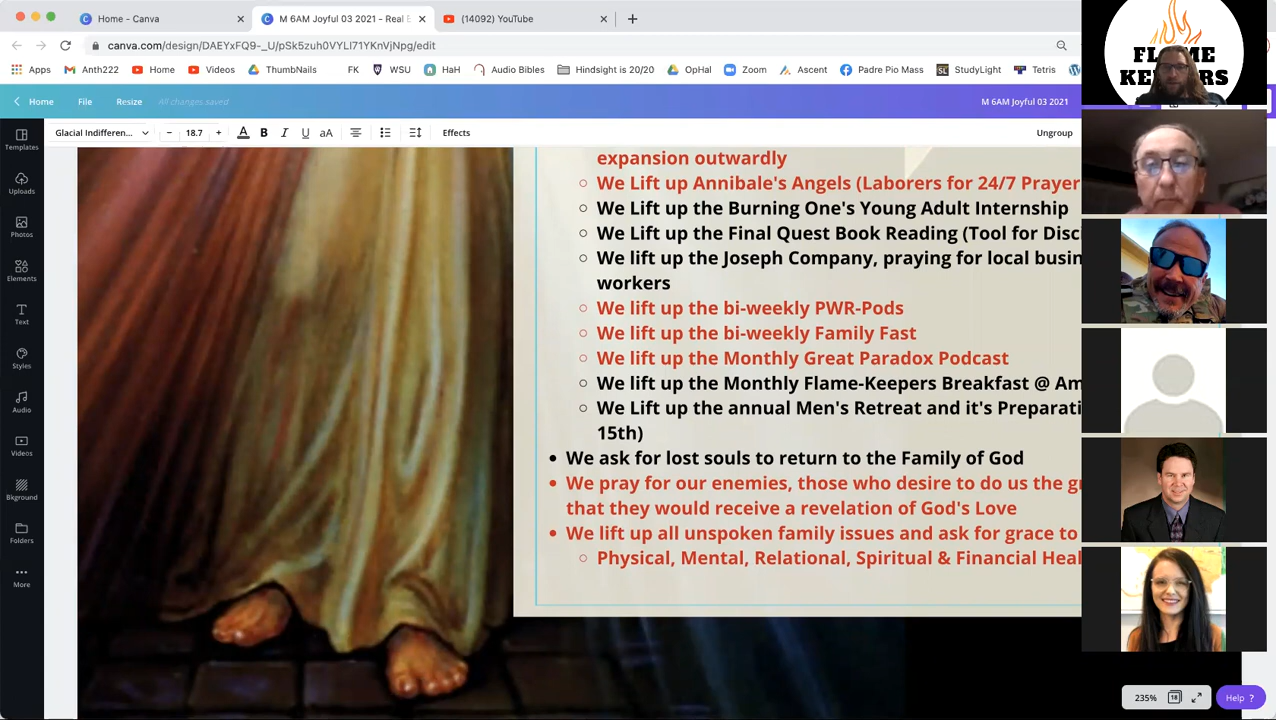 Home - Canva
M 6AM Joyful 03 2021 - Real E
(14092) YouTube
canva.com/design/DAEYxFQ9-_U/pSk5zuh0VYLI71YKnVjNpg/edit
Apps
Anth222
Home
Videos
ThumbNails
FK
WSU
HaH
Audio Bibles
Hindsight is 20/20
OpHal
Zoom
Ascent
Padre Pio Mass
StudyLight
Tetris
Home
File
Resize
All changes saved
M 6AM Joyful 03 2021
Glacial Indifferen...
18.7
aA
Effects
Ungroup
Templates
Uploads
Photos
Elements
Text
Styles
Audio
Videos
Bkground
Folders
More
expansion outwardly
We Lift up Annibale's Angels (Laborers for 24/7 Prayer
We Lift up the Burning One's Young Adult Internship
We Lift up the Final Quest Book Reading (Tool for Disc
We lift up the Joseph Company, praying for local busin
workers
We lift up the bi-weekly PWR-Pods
We lift up the bi-weekly Family Fast
We lift up the Monthly Great Paradox Podcast
We lift up the Monthly Flame-Keepers Breakfast @ Am
We Lift up the annual Men's Retreat and it's Preparati
15th)
We ask for lost souls to return to the Family of God
We pray for our enemies, those who desire to do us the gr
that they would receive a revelation of God's Love
We lift up all unspoken family issues and ask for grace to
Physical, Mental, Relational, Spiritual & Financial Heal
235%
18
Help ?